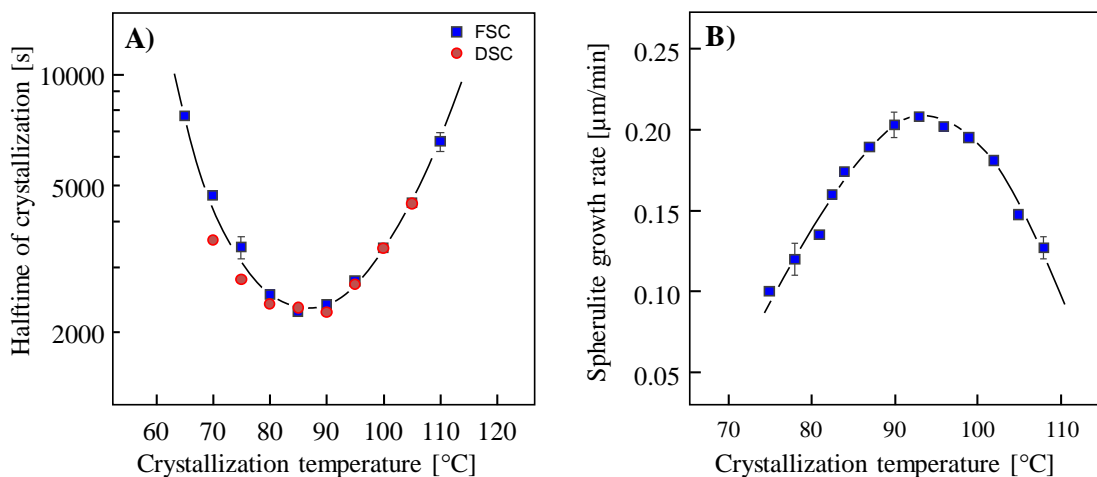 A)
FSC
DSC
Halftime of crystallization [s]
10000
5000
2000
60 70 80 90 100 110 120
Crystallization temperature [°C]
B)
Spherulite growth rate [µm/min]
0.25
0.20
0.15
0.10
0.05
70 80 90 100 110
Crystallization temperature [°C]